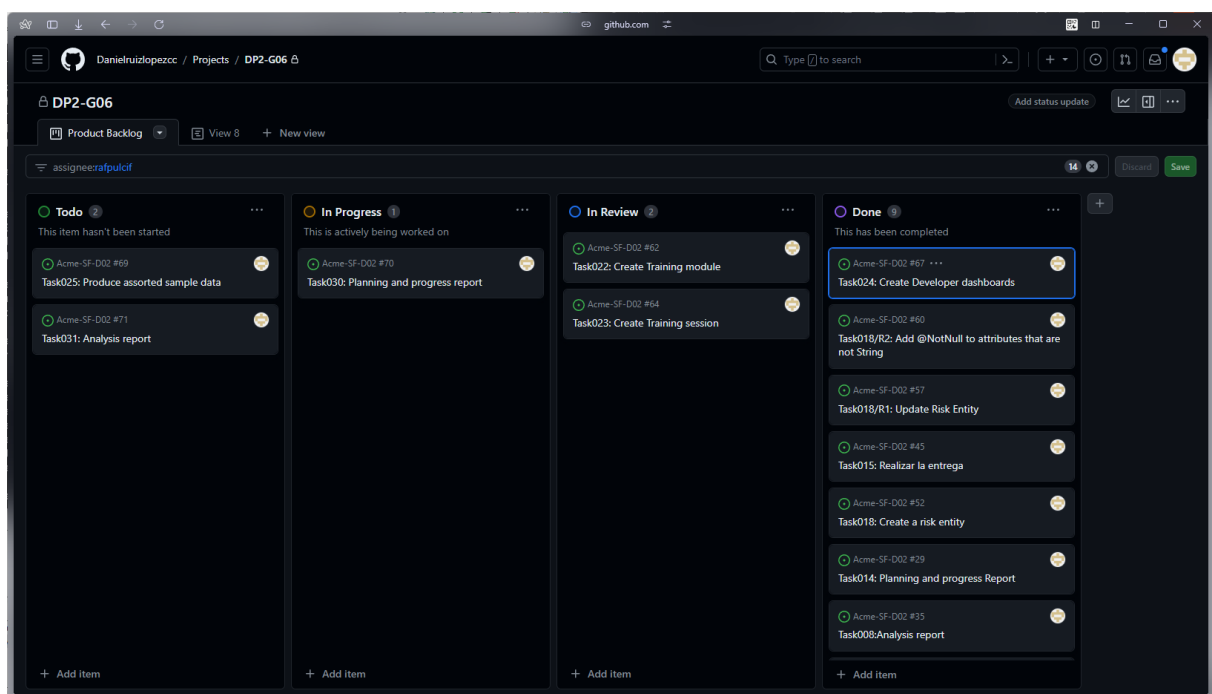 github.com
Danielruizlopezcc / Projects / DP2-G06
Type / to search
DP2-G06
Add status update
Product Backlog
View 8
+ New view
assignee:rafpulcif
14
Discard
Save
Todo 2
This item hasn't been started
Acme-SF-D02 #69
Task025: Produce assorted sample data
Acme-SF-D02 #71
Task031: Analysis report
+ Add item
In Progress 1
This is actively being worked on
Acme-SF-D02 #70
Task030: Planning and progress report
+ Add item
In Review 2
Acme-SF-D02 #62
Task022: Create Training module
Acme-SF-D02 #64
Task023: Create Training session
+ Add item
Done 9
This has been completed
Acme-SF-D02 #67
Task024: Create Developer dashboards
Acme-SF-D02 #60
Task018/R2: Add @NotNull to attributes that are
not String
Acme-SF-D02 #57
Task018/R1: Update Risk Entity
Acme-SF-D02 #45
Task015: Realizar la entrega
Acme-SF-D02 #52
Task018: Create a risk entity
Acme-SF-D02 #29
Task014: Planning and progress Report
Acme-SF-D02 #35
Task008:Analysis report
+ Add item